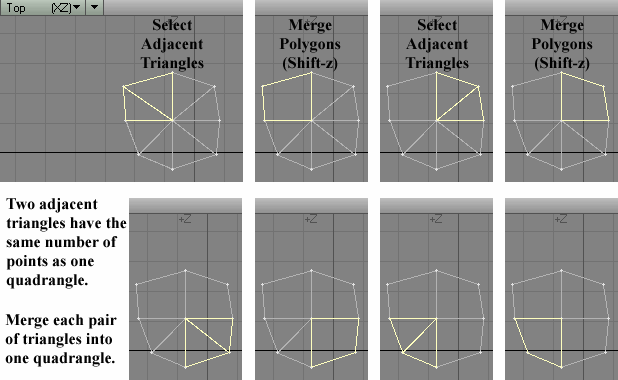 Top (XZ)
Select
Adjacent
Triangles
Merge
Polygons
(Shift-z)
Select
Adjacent
Triangles
Merge
Polygons
(Shift-z)
Two adjacent
triangles have the
same number of
points as one
quadrangle.
Merge each pair
of triangles into
one quadrangle.
+Z
+Z
+Z
+Z